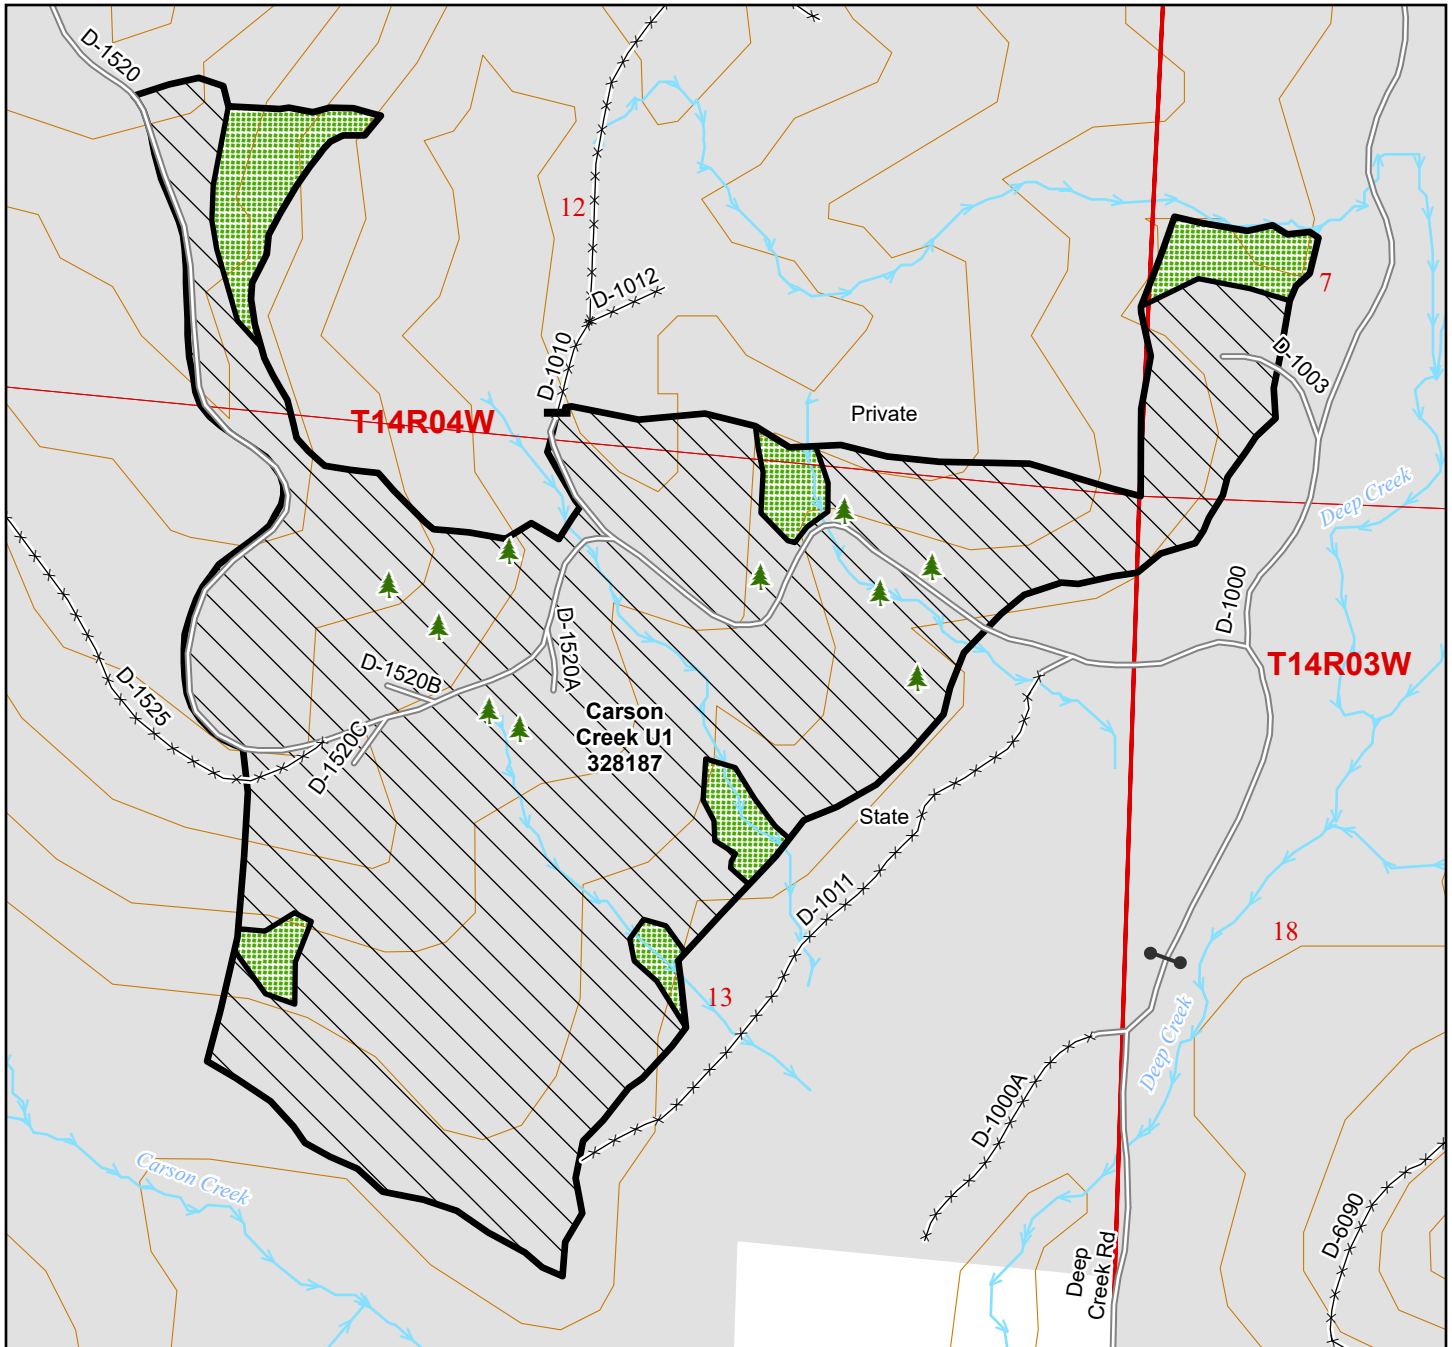 D-1520
12
D-1012
D-1010
7
D-1003
T14R04W
Private
Deep Creek
D-1000
D-1520A
D-1520B
T14R03W
D-1525
Carson
Creek U1
328187
D-1520C
State
D-1011
18
13
Deep Creek
D-1000A
Carson Creek
D-6090
Deep
Creek Rd